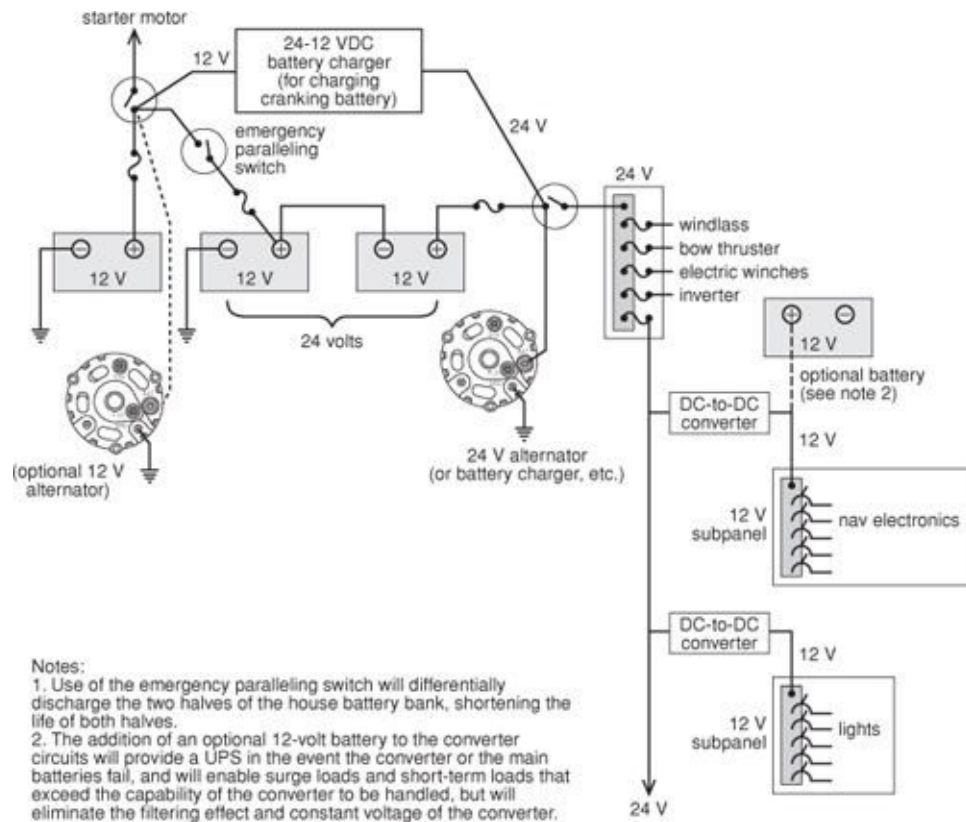 starter motor
24-12 VDC
battery charger
(for charging
cranking battery)
12 V
24 V
emergency
paralleling
switch
24 V
windlass
bow thruster
electric winches
inverter
12 V
12 V
12 V
24 volts
12 V
optional battery
(see note 2)
DC-to-DC
converter
12 V
(optional 12 V
alternator)
24 V alternator
(or battery charger, etc.)
12 V
subpanel
nav electronics
DC-to-DC
converter
12 V
12 V
subpanel
lights
24 V
Notes:
1. Use of the emergency paralleling switch will differentially
discharge the two halves of the house battery bank, shortening the
life of both halves.
2. The addition of an optional 12-volt battery to the converter
circuits will provide a UPS in the event the converter or the main
batteries fail, and will enable surge loads and short-term loads that
exceed the capability of the converter to be handled, but will
eliminate the filtering effect and constant voltage of the converter.